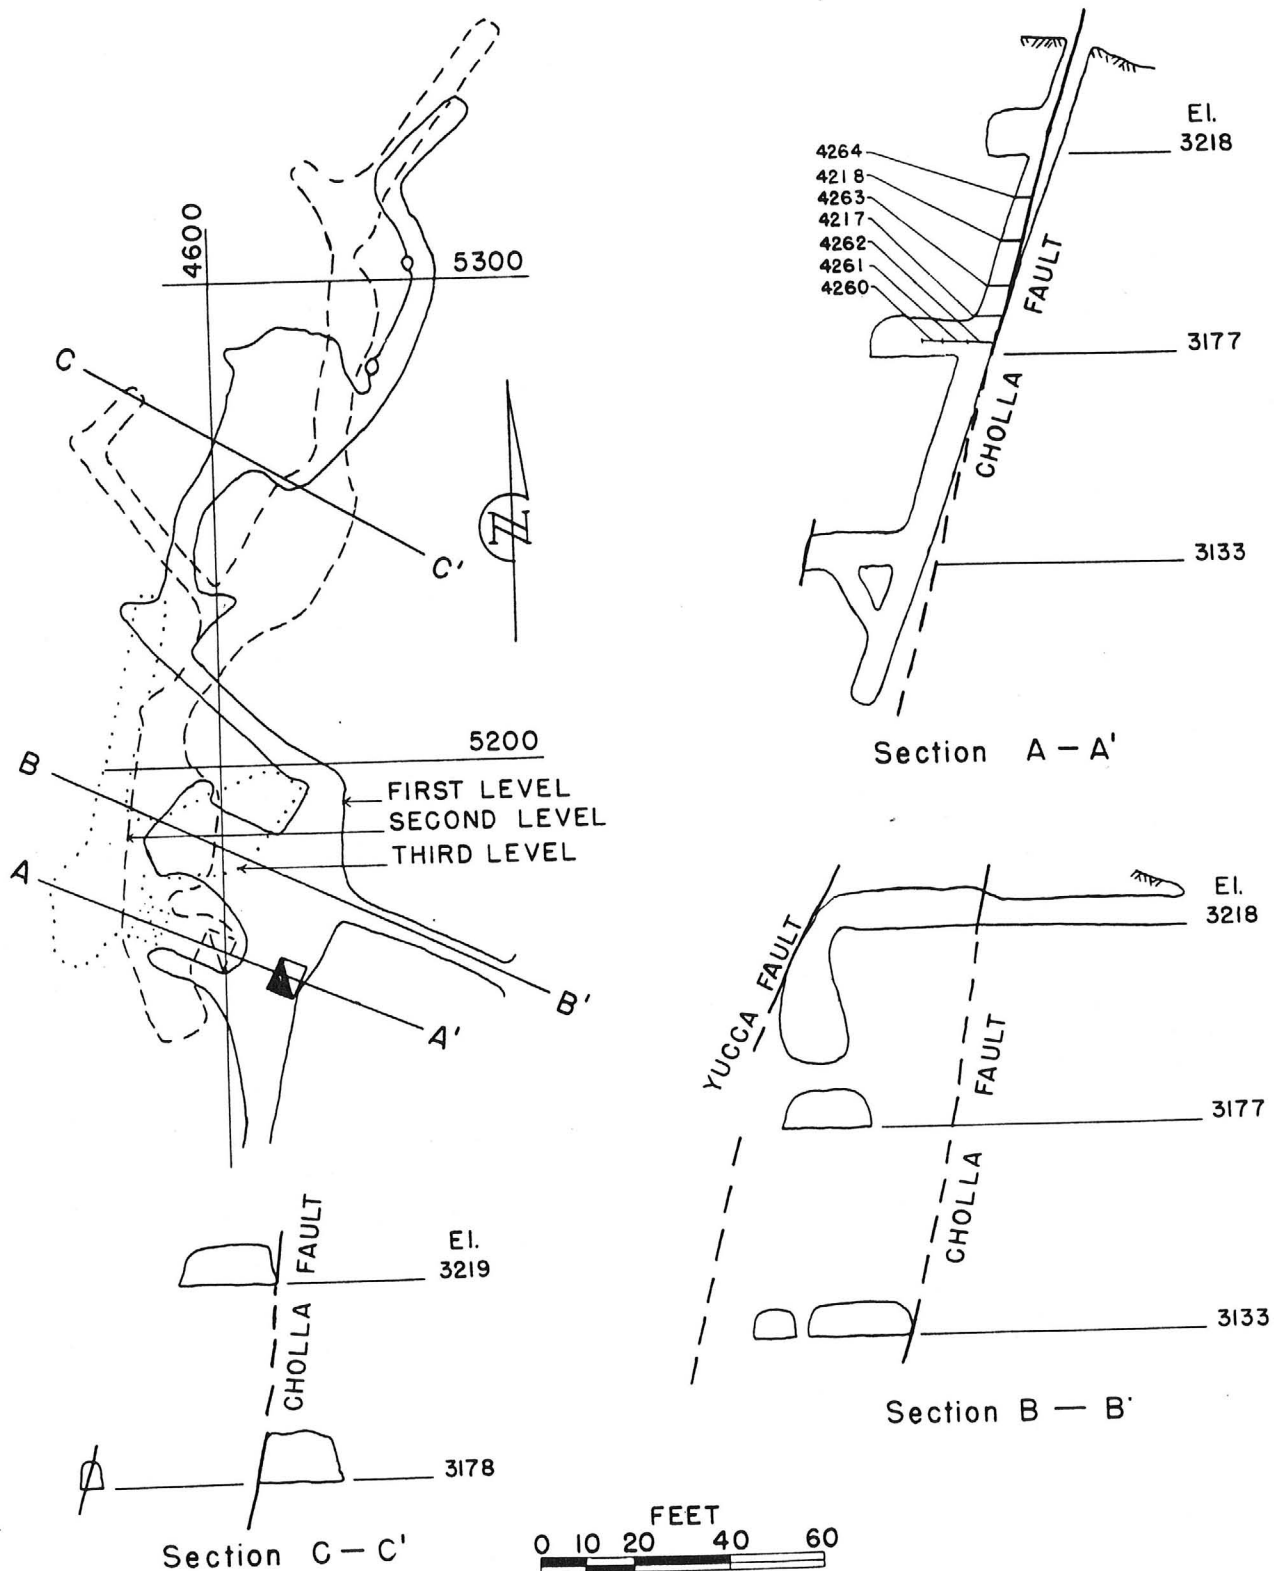 4600
5300
C
C'
N
5200
B
FIRST LEVEL
SECOND LEVEL
THIRD LEVEL
A
B'
A'
El.
3218
4264
4218
4263
4217
4262
4261
4260
CHOLLA FAULT
3177
3133
Section A - A'
YUCCA FAULT
CHOLLA FAULT
El.
3218
3177
3133
Section B - B'
CHOLLA FAULT
El.
3219
3178
Section C - C'
FEET
0 10 20 40 60